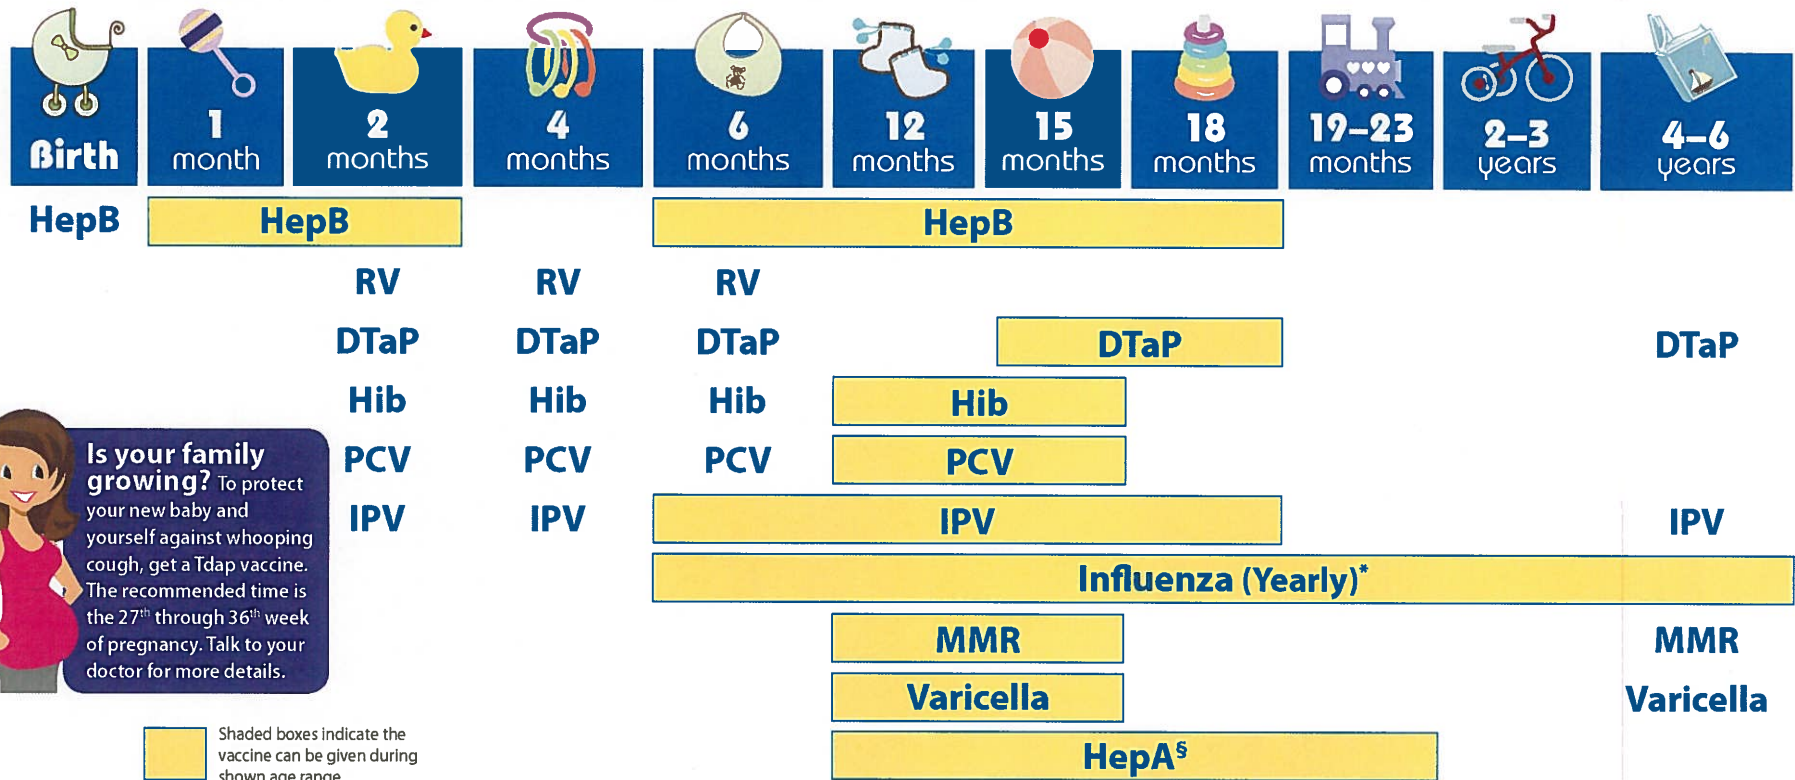 Birth
1
month
2
months
4
months
6
months
12
months
15
months
18
months
19–23
months
2–3
years
4–6
years
HepB HepB HepB
RV RV RV
DTaP DTaP DTaP DTaP DTaP
Hib Hib Hib Hib
PCV PCV PCV PCV
IPV IPV IPV IPV
Influenza (Yearly)*
MMR MMR
Varicella Varicella
HepA§
Is your family
growing? To protect
your new baby and
yourself against whooping
cough, get a Tdap vaccine.
The recommended time is
the 27th through 36th week
of pregnancy. Talk to your
doctor for more details.
Shaded boxes indicate the
vaccine can be given during
shown age range